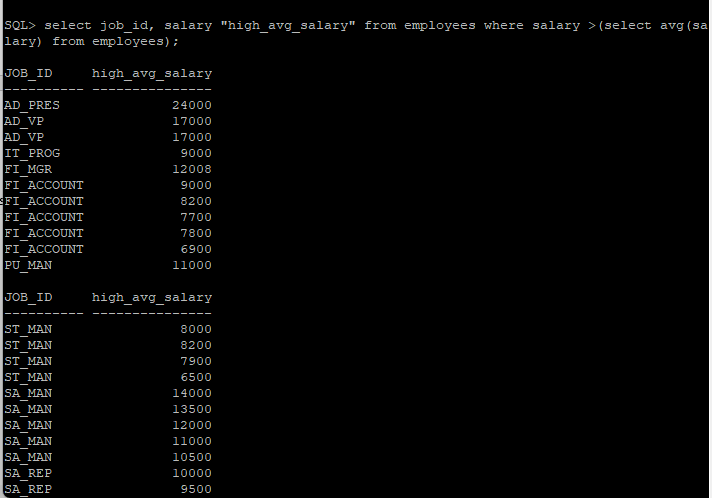 SQL> select job_id, salary "high_avg_salary" from employees where salary >(select avg(sa
lary) from employees);
JOB_ID     high_avg_salary
---------- ---------------
AD_PRES              24000
AD_VP                17000
AD_VP                17000
IT_PROG               9000
FI_MGR               12008
FI_ACCOUNT            9000
FI_ACCOUNT            8200
FI_ACCOUNT            7700
FI_ACCOUNT            7800
FI_ACCOUNT            6900
PU_MAN               11000
JOB_ID     high_avg_salary
---------- ---------------
ST_MAN                8000
ST_MAN                8200
ST_MAN                7900
ST_MAN                6500
SA_MAN               14000
SA_MAN               13500
SA_MAN               12000
SA_MAN               11000
SA_MAN               10500
SA_REP               10000
SA_REP                9500